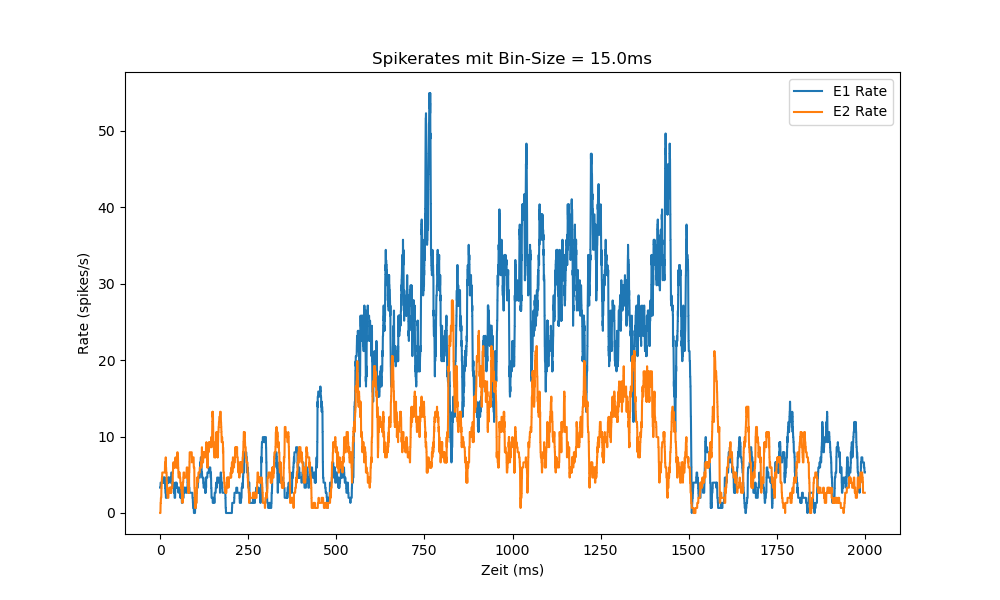 Spikerates mit Bin-Size = 15.0ms
E1 Rate
E2 Rate
Rate (spikes/s)
50
40
30
20
10
0
0 250 500 750 1000 1250 1500 1750 2000
Zeit (ms)